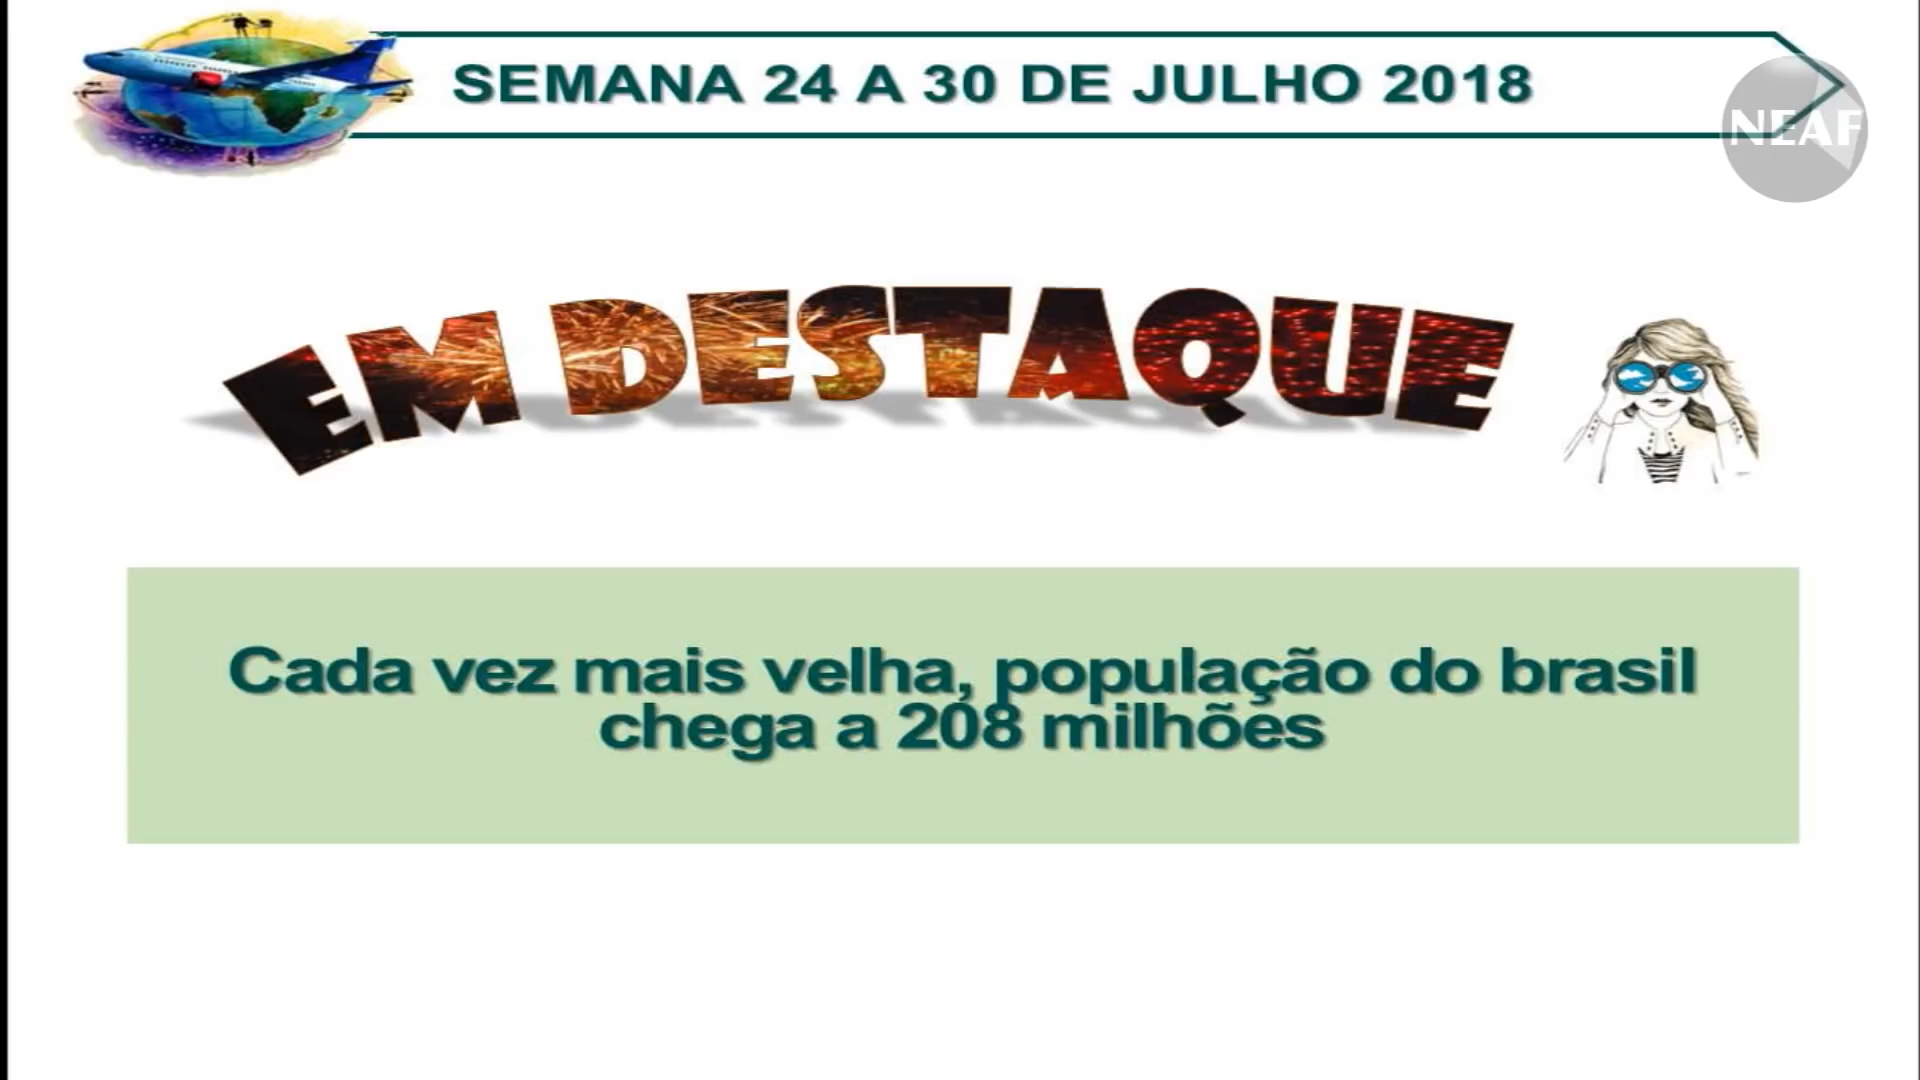 SEMANA 24 A 30 DE JULHO 2018
NEAF
EM DESTAQUE
Cada vez mais velha, população do brasil
chega a 208 milhões